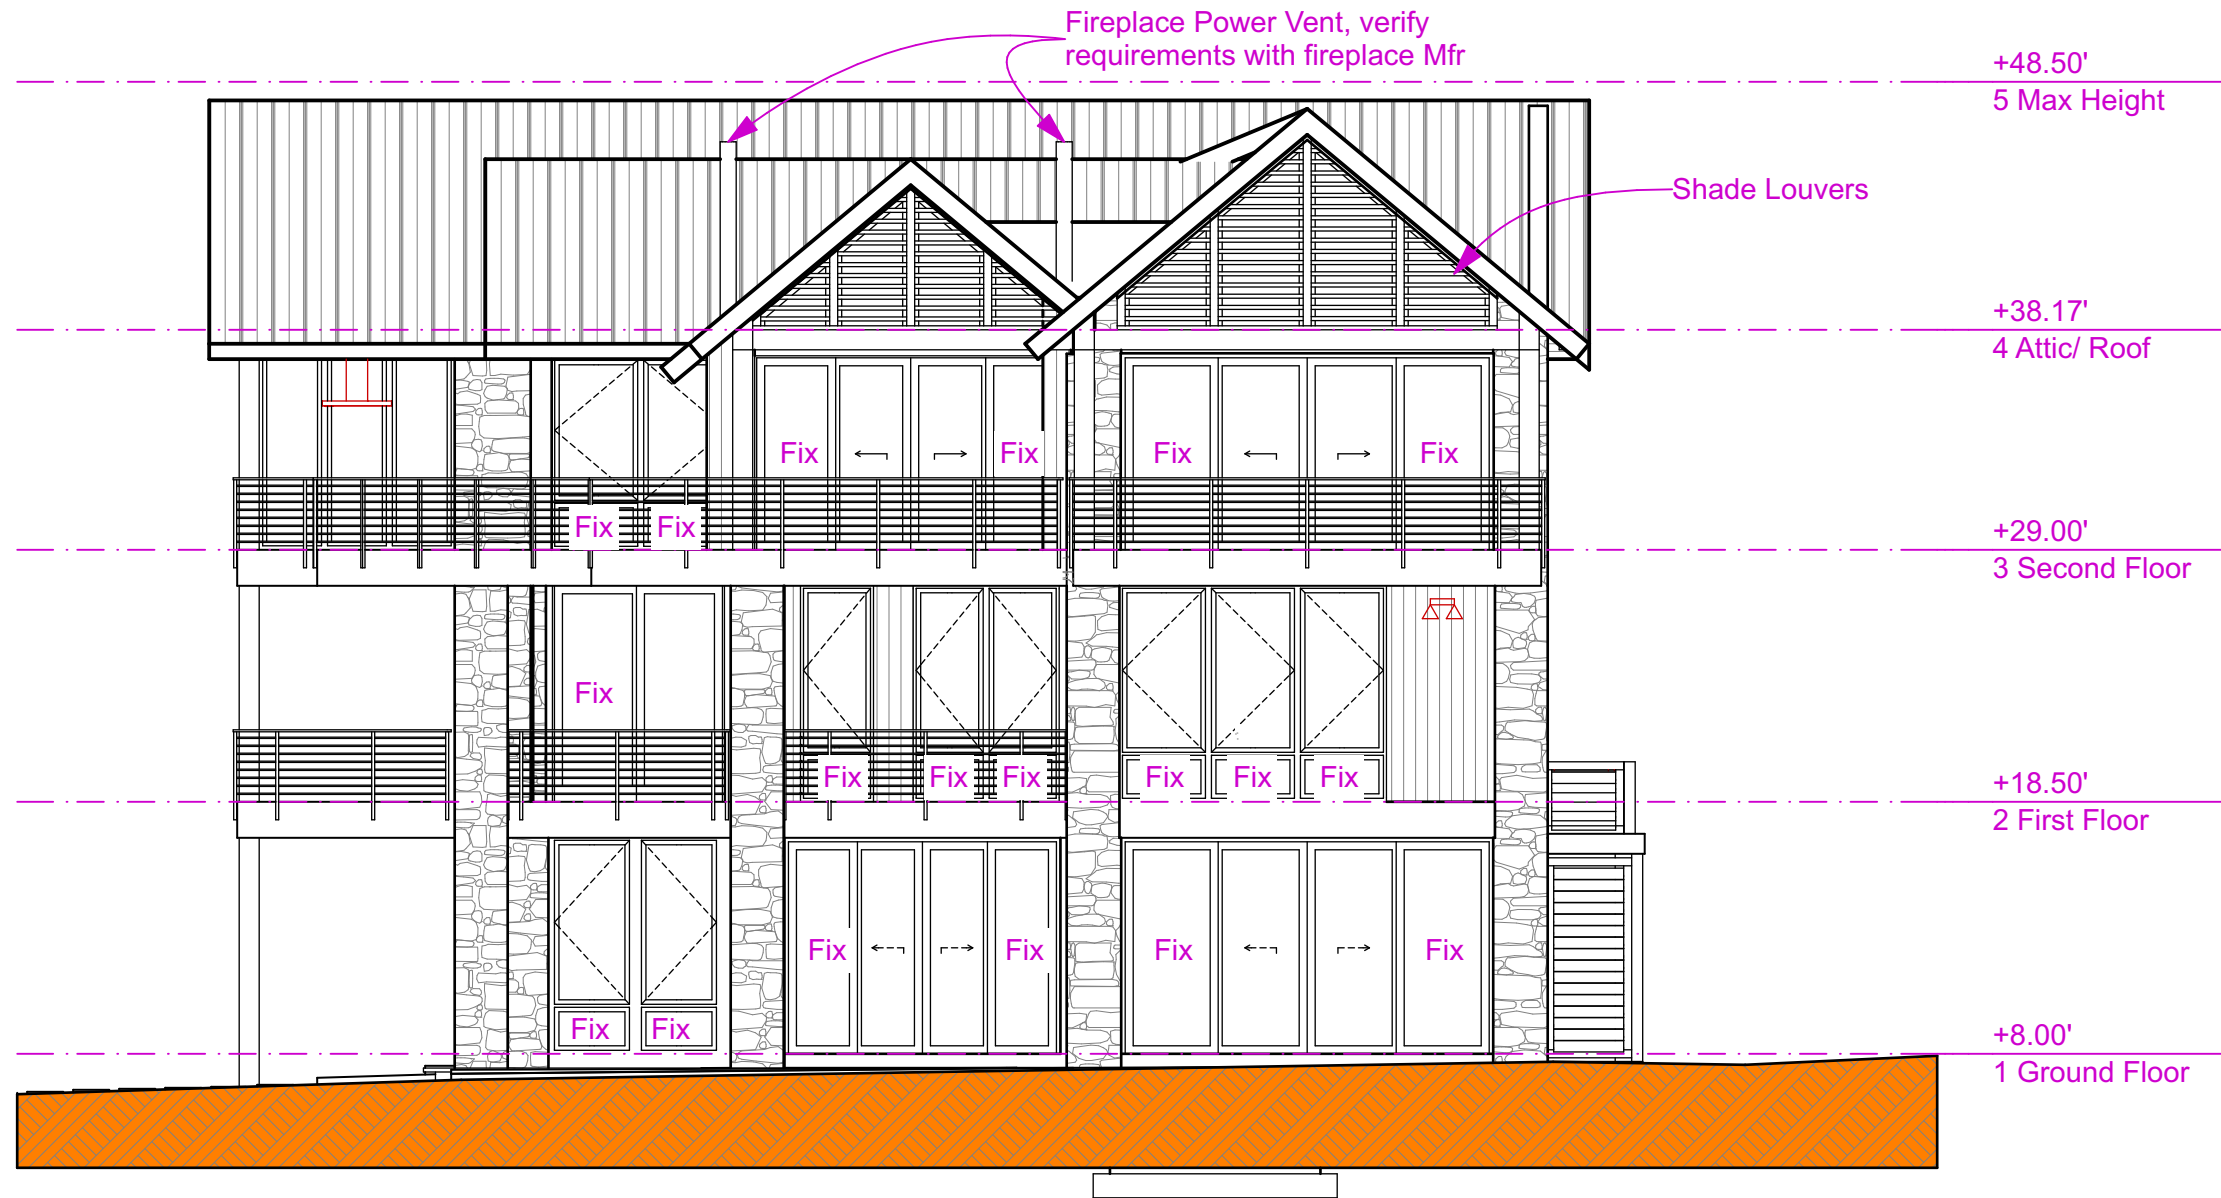 Fireplace Power Vent, verify
requirements with fireplace Mfr
+48.50'
5 Max Height
Shade Louvers
+38.17'
4 Attic/ Roof
Fix
Fix
Fix
Fix
Fix
Fix
+29.00'
3 Second Floor
Fix
Fix
Fix
Fix
Fix
Fix
Fix
+18.50'
2 First Floor
Fix
Fix
Fix
Fix
Fix
Fix
+8.00'
1 Ground Floor